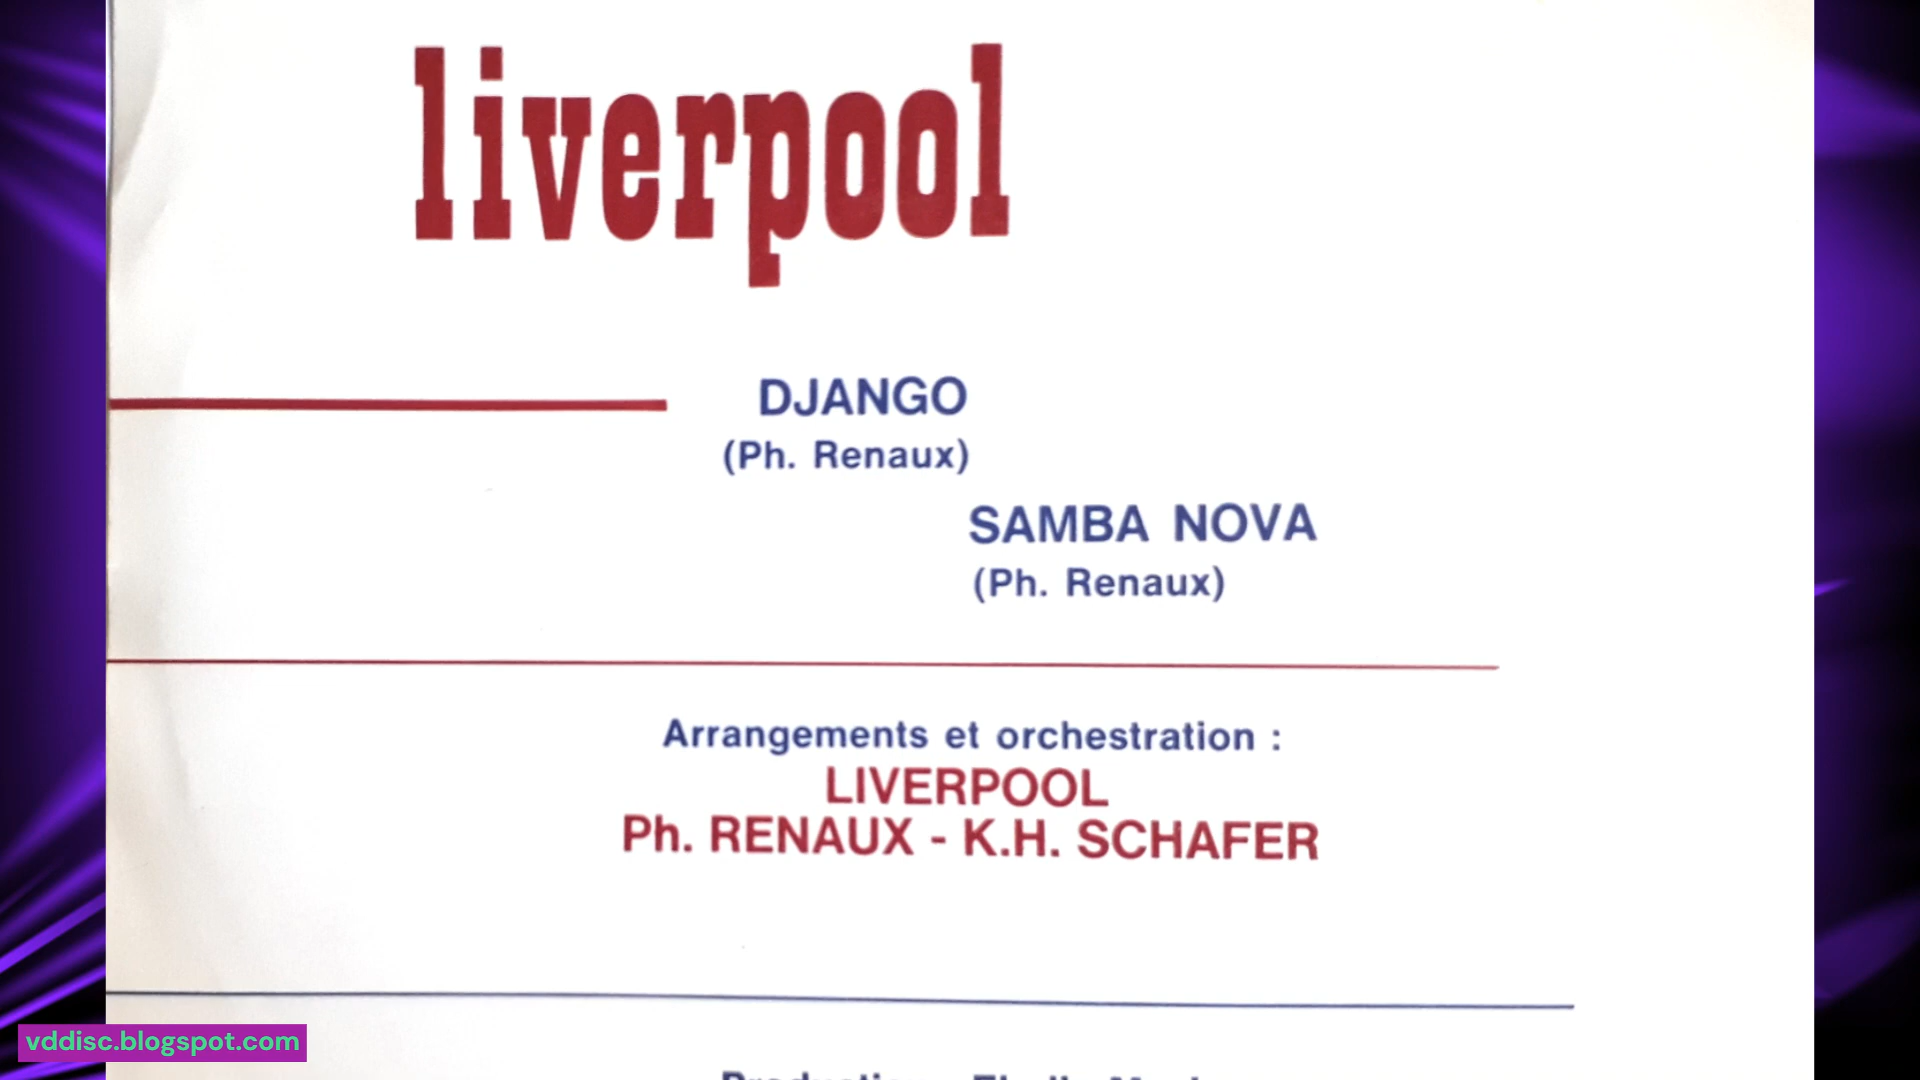 liverpool
DJANGO
(Ph. Renaux)
SAMBA NOVA
(Ph. Renaux)
Arrangements et orchestration :
LIVERPOOL
Ph. RENAUX - K.H. SCHAFER
vddisc.blogspot.com